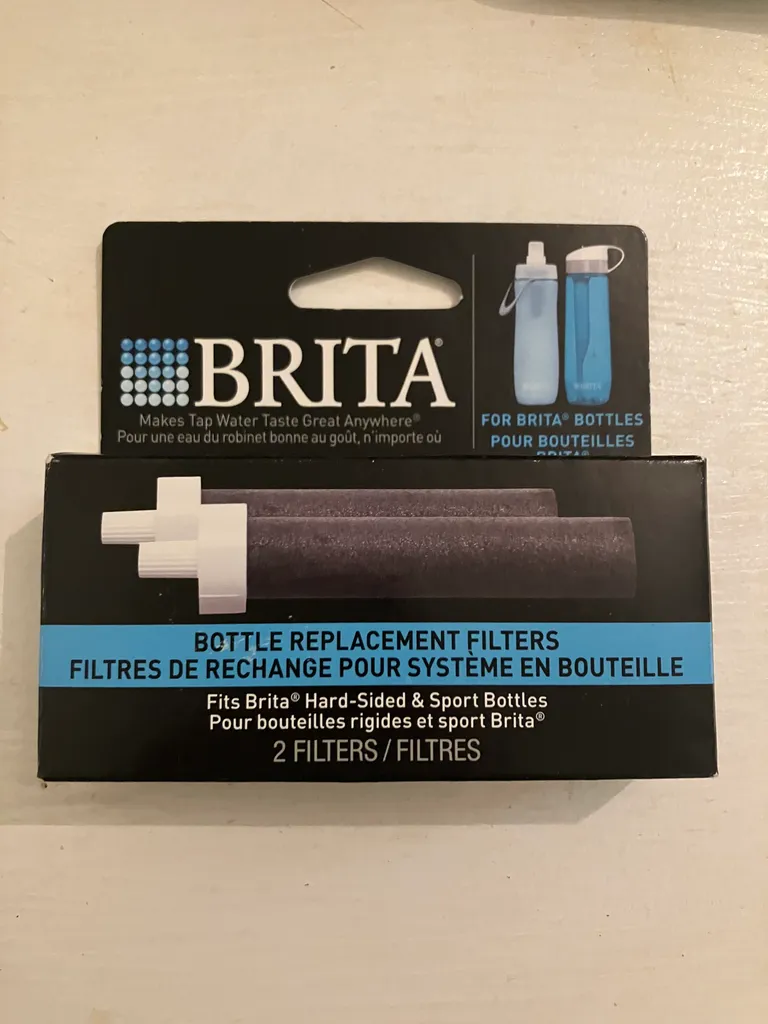 BRITA®
Makes Tap Water Taste Great Anywhere®
Pour une eau du robinet bonne au goût, n'importe où
FOR BRITA® BOTTLES
POUR BOUTEILLES
BRITA®
BOTTLE REPLACEMENT FILTERS
FILTRES DE RECHANGE POUR SYSTÈME EN BOUTEILLE
Fits Brita® Hard-Sided & Sport Bottles
Pour bouteilles rigides et sport Brita®
2 FILTERS / FILTRES